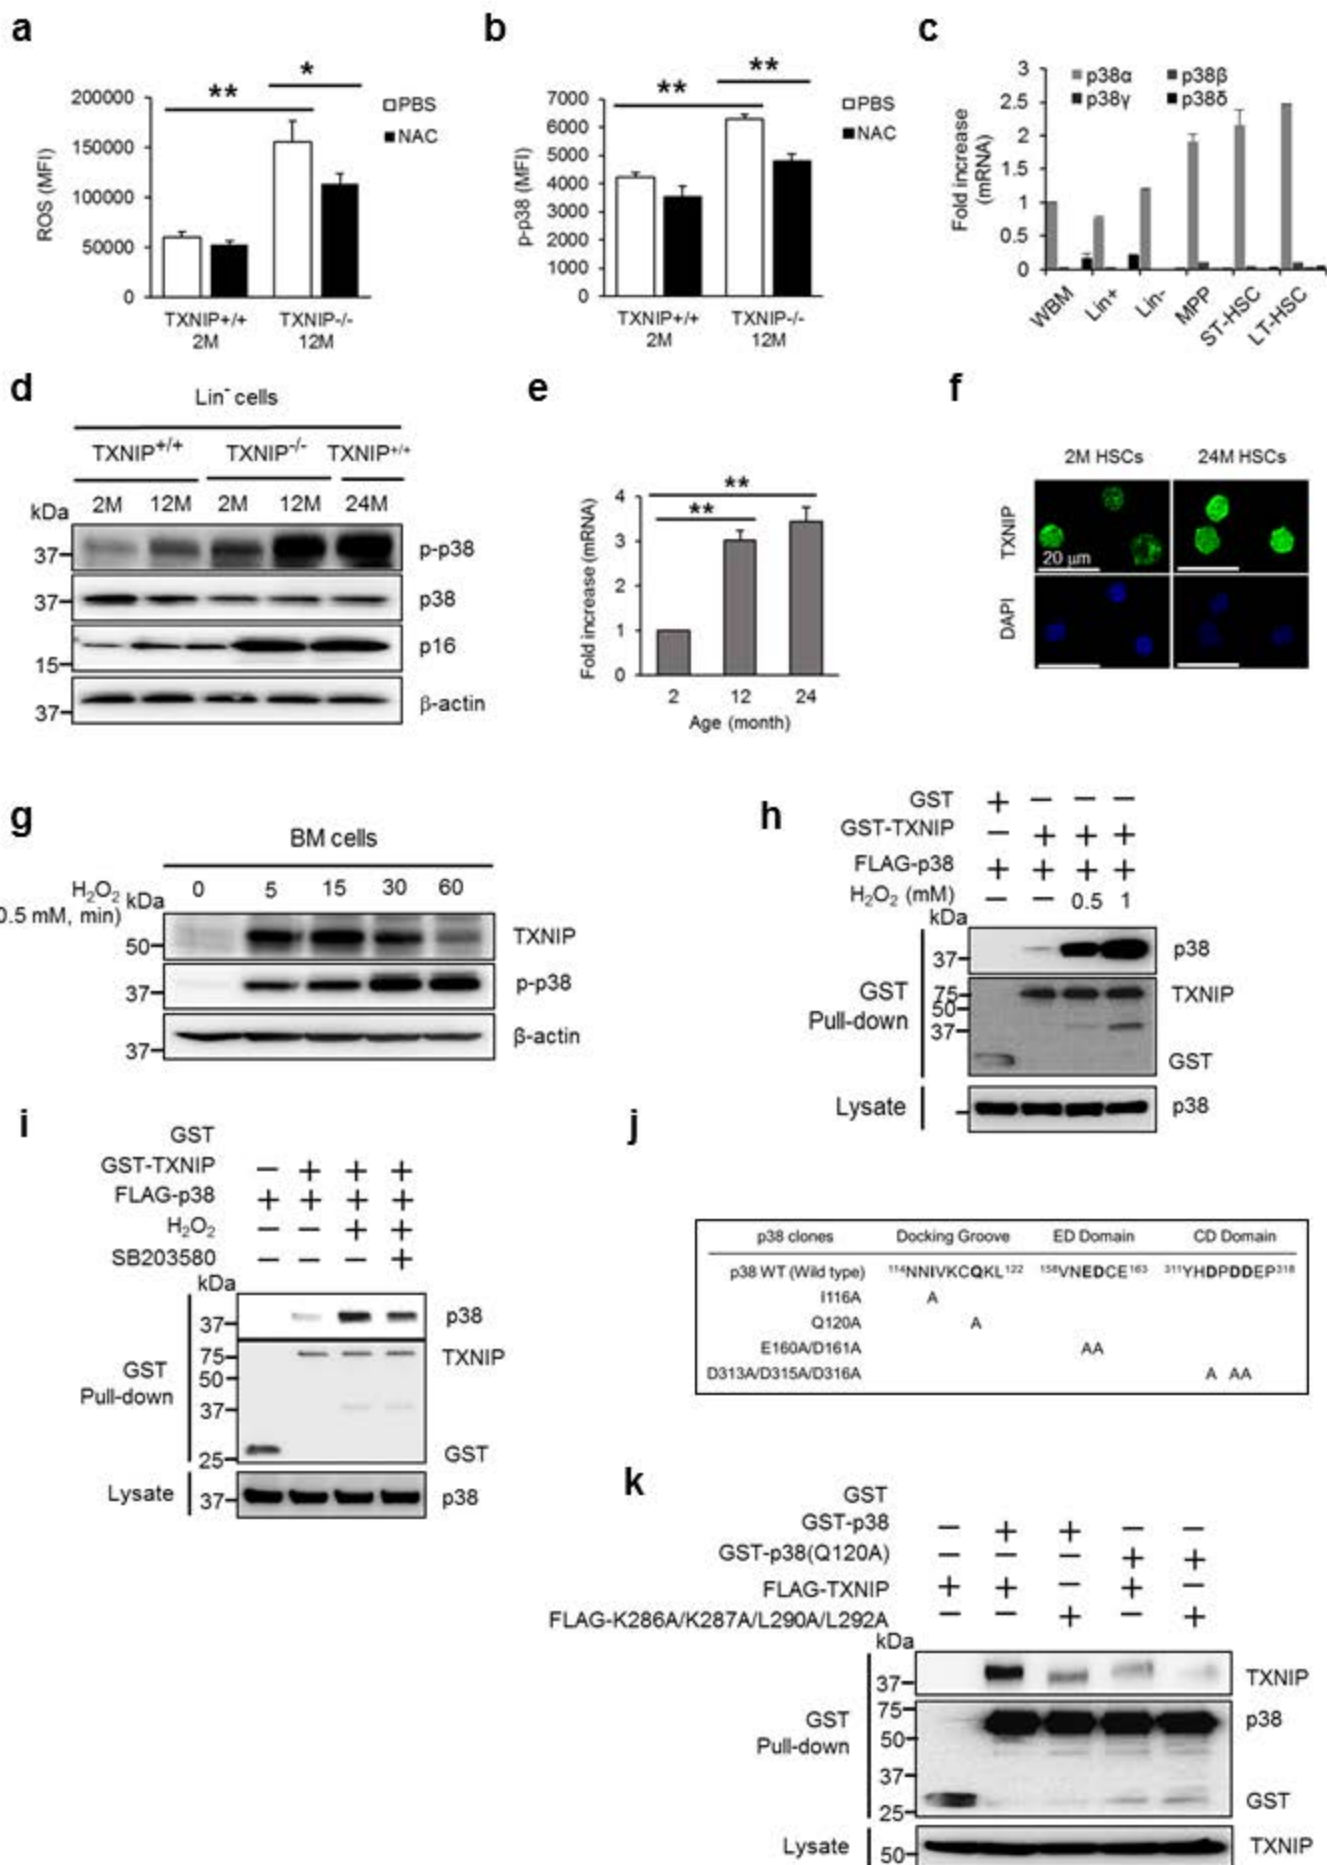 a
**
*
200000
150000
100000
50000
0
ROS (MFI)
PBS
NAC
TXNIP+/+
2M
TXNIP-/-
12M
b
**
**
7000
6000
5000
4000
3000
2000
1000
0
p-p38 (MFI)
PBS
NAC
TXNIP+/+
2M
TXNIP-/-
12M
c
3
2.5
2
1.5
1
0.5
0
Fold increase
(mRNA)
p38α p38β
p38γ p38δ
WBM Lin+ Lin- MPP ST-HSC LT-HSC
d
Lin⁻ cells
TXNIP+/+ TXNIP-/- TXNIP+/+
kDa 2M 12M 2M 12M 24M
37 p-p38
37 p38
15 p16
37 β-actin
e
**
**
4
3
2
1
0
Fold increase (mRNA)
2 12 24
Age (month)
f
2M HSCs 24M HSCs
TXNIP
20 µm
DAPI
g
BM cells
H₂O₂ 0 5 15 30 60
0.5 mM, min) kDa
50 TXNIP
37 p-p38
37 β-actin
h
GST + − − −
GST-TXNIP − + + +
FLAG-p38 + + + +
H₂O₂ (mM) − − 0.5 1
kDa
37 p38
GST
Pull-down
75 TXNIP
50
37
GST
Lysate p38
i
GST
GST-TXNIP − + + +
FLAG-p38 + + + +
H₂O₂ − − + +
SB203580 − − − +
kDa
37 p38
GST
Pull-down
75 TXNIP
50
37
25 GST
Lysate 37 p38
j
p38 clones Docking Groove ED Domain CD Domain
p38 WT (Wild type) ¹¹⁴NNIVKCQKL¹²² ¹⁵⁸VNEDCE¹⁶³ ³¹¹YHDPDDEP³¹⁸
I116A A
Q120A A
E160A/D161A AA
D313A/D315A/D316A A AA
k
GST
GST-p38 − + + − −
GST-p38(Q120A) − − − + +
FLAG-TXNIP + + − + −
FLAG-K286A/K287A/L290A/L292A − − + − +
kDa
37 TXNIP
GST
Pull-down
75 p38
50
37
25 GST
Lysate 50 TXNIP